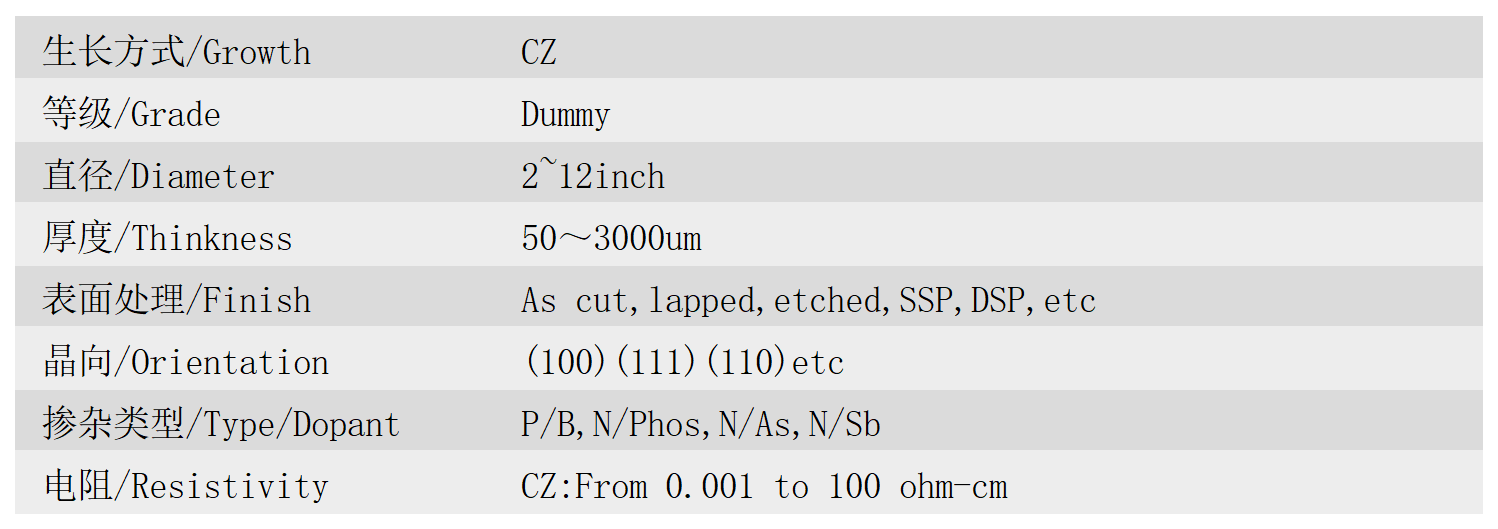 生长方式/Growth CZ
等级/Grade Dummy
直径/Diameter 2~12inch
厚度/Thinkness 50～3000um
表面处理/Finish As cut,lapped,etched,SSP,DSP,etc
晶向/Orientation (100)(111)(110)etc
掺杂类型/Type/Dopant P/B,N/Phos,N/As,N/Sb
电阻/Resistivity CZ:From 0.001 to 100 ohm-cm